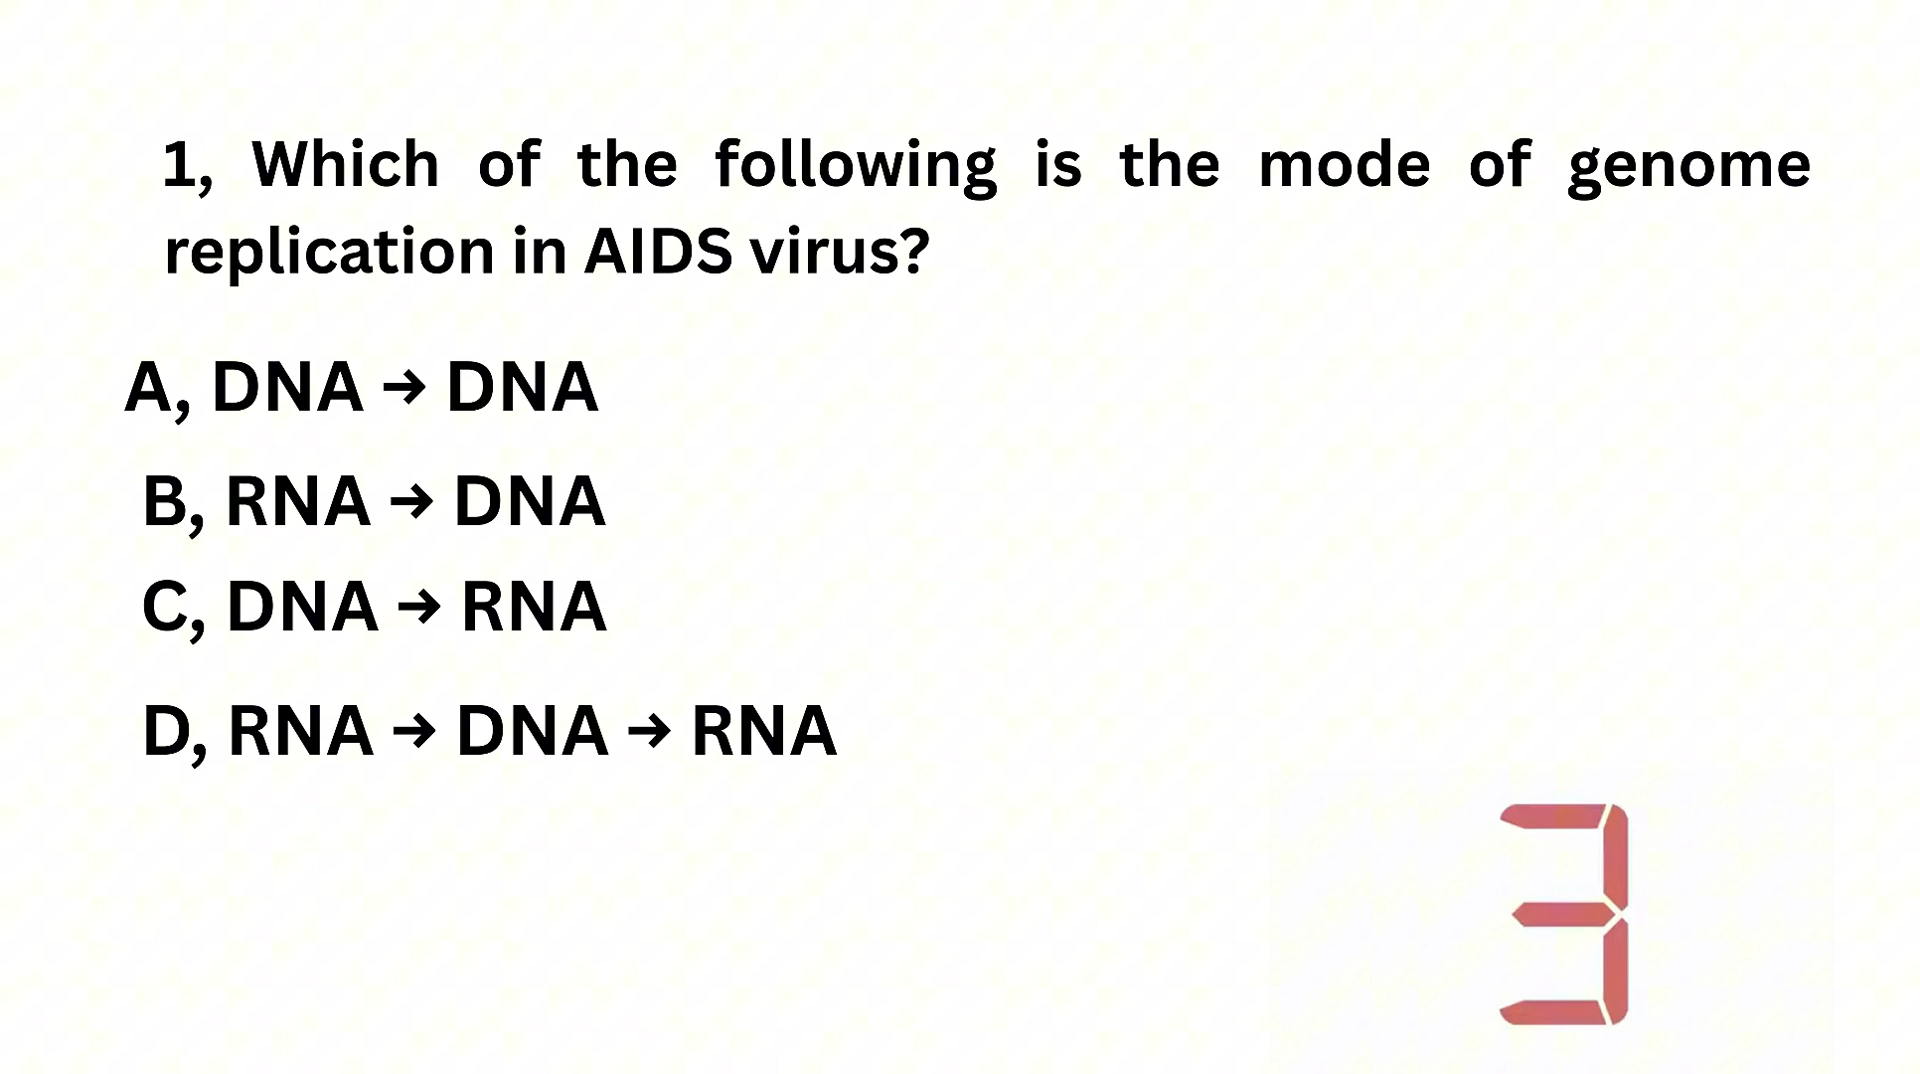 1, Which of the following is the mode of genome
replication in AIDS virus?
A, DNA → DNA
B, RNA → DNA
C, DNA → RNA
D, RNA → DNA → RNA
3